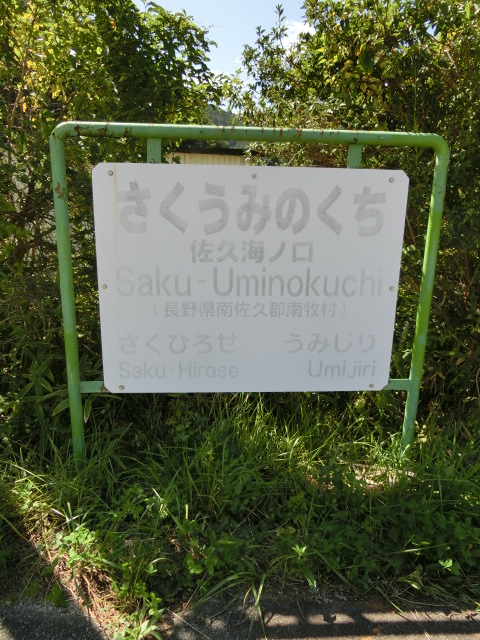 さくうみのくち
佐久海ノ口
Saku-Uminokuchi
（長野県南佐久郡南牧村）
さくひろせ うみじり
Saku-Hirose Umijiri